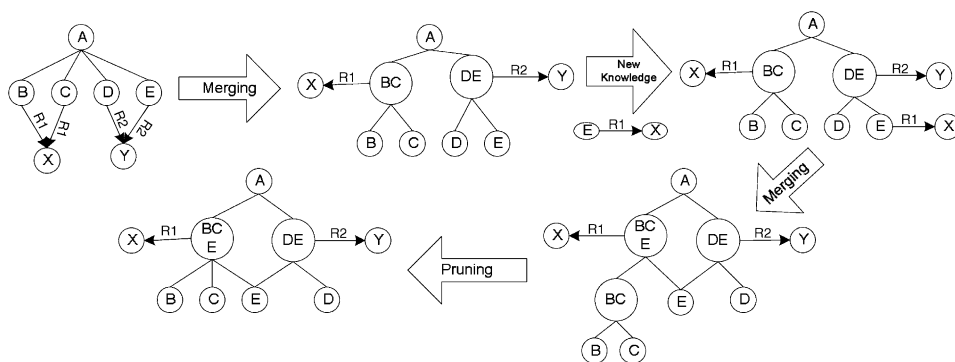 A
B C D E
R1 R1 R2 R2
X Y
Merging
A
X R1 BC DE R2 Y
B C D E
New
Knowledge
E R1 X
A
X R1 BC DE R2 Y
B C D E R1 X
Merging
A
X R1 BC
E DE R2 Y
B C E D
Pruning
A
X R1 BC
E DE R2 Y
BC E D
B C